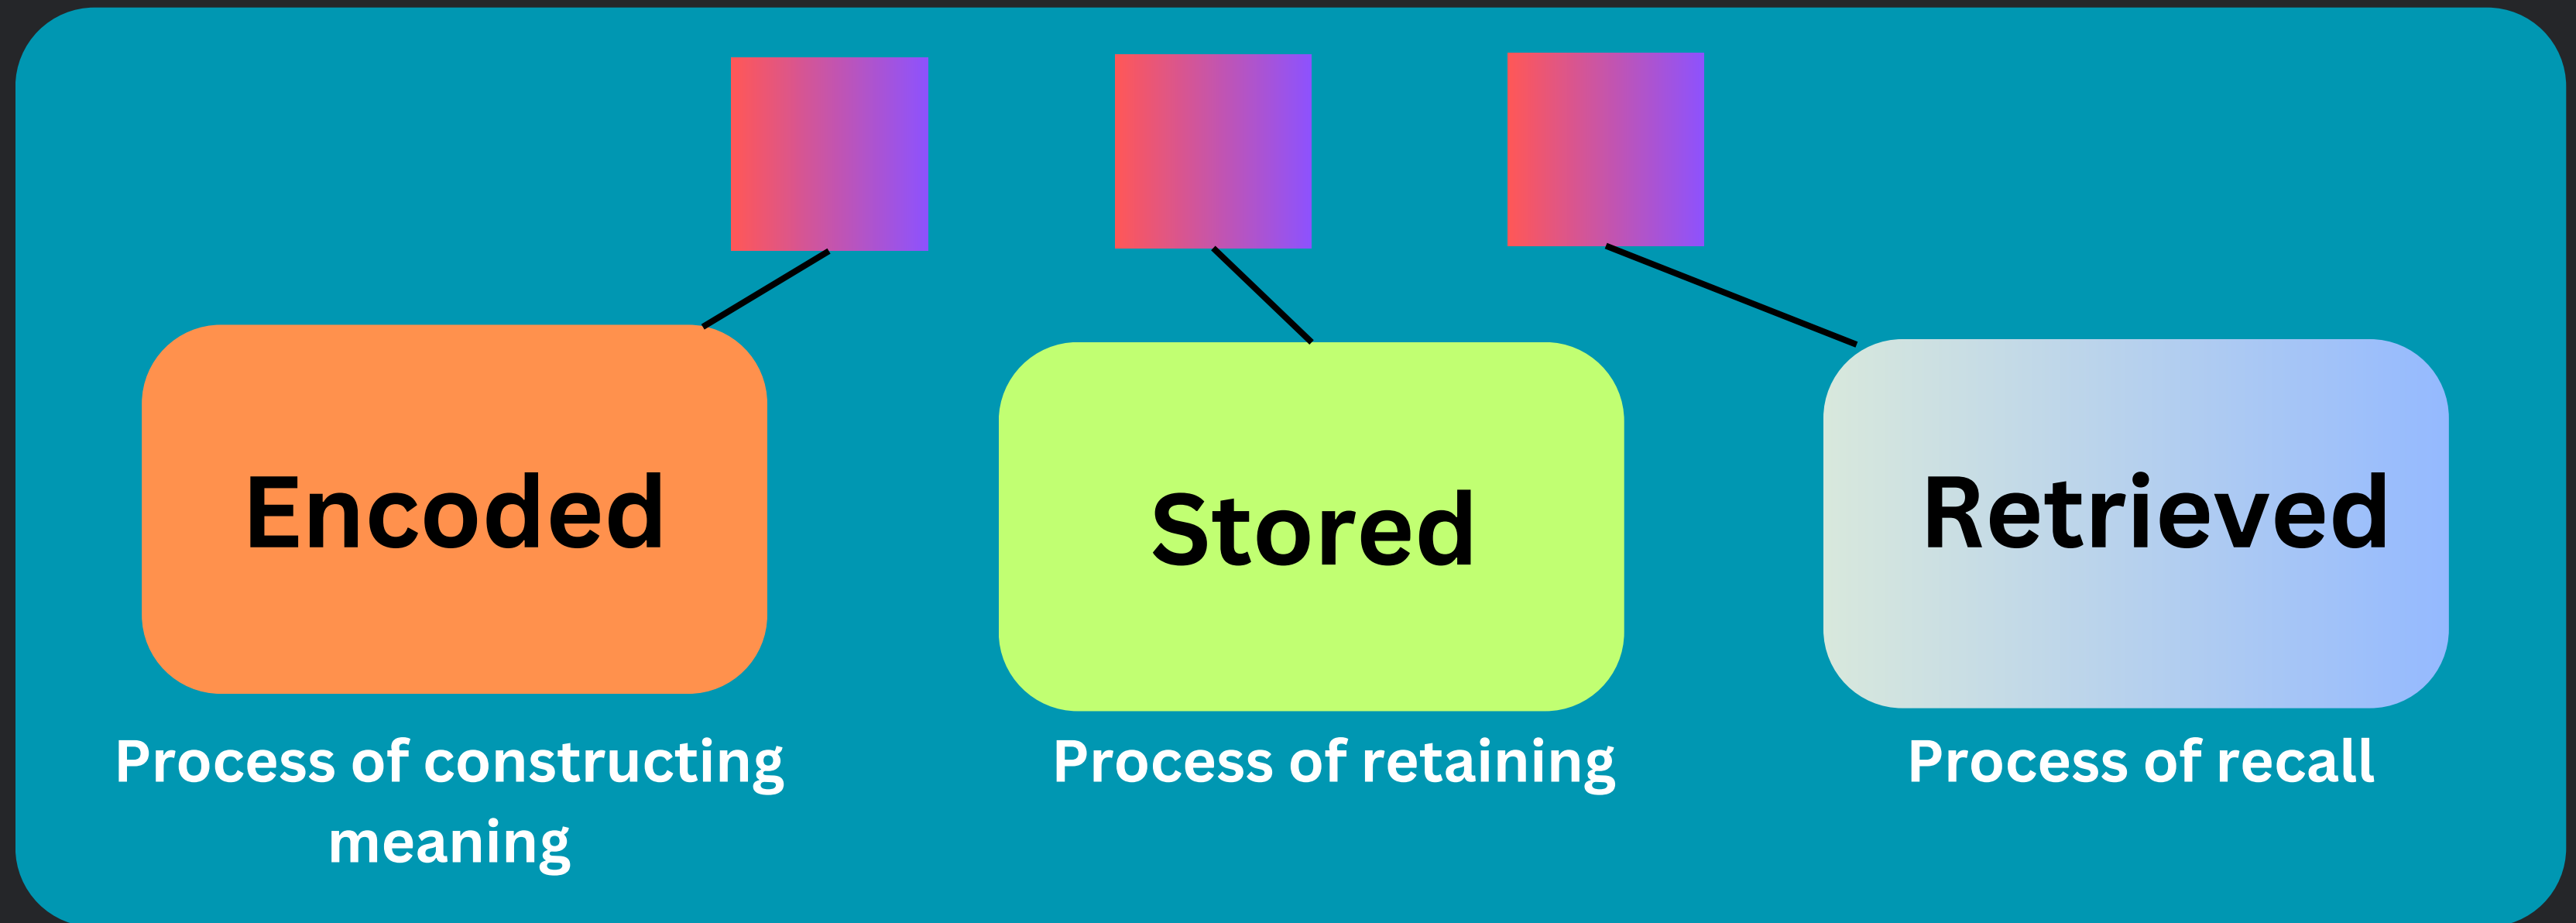 Encoded
Stored
Retrieved
Process of constructing
meaning
Process of retaining
Process of recall